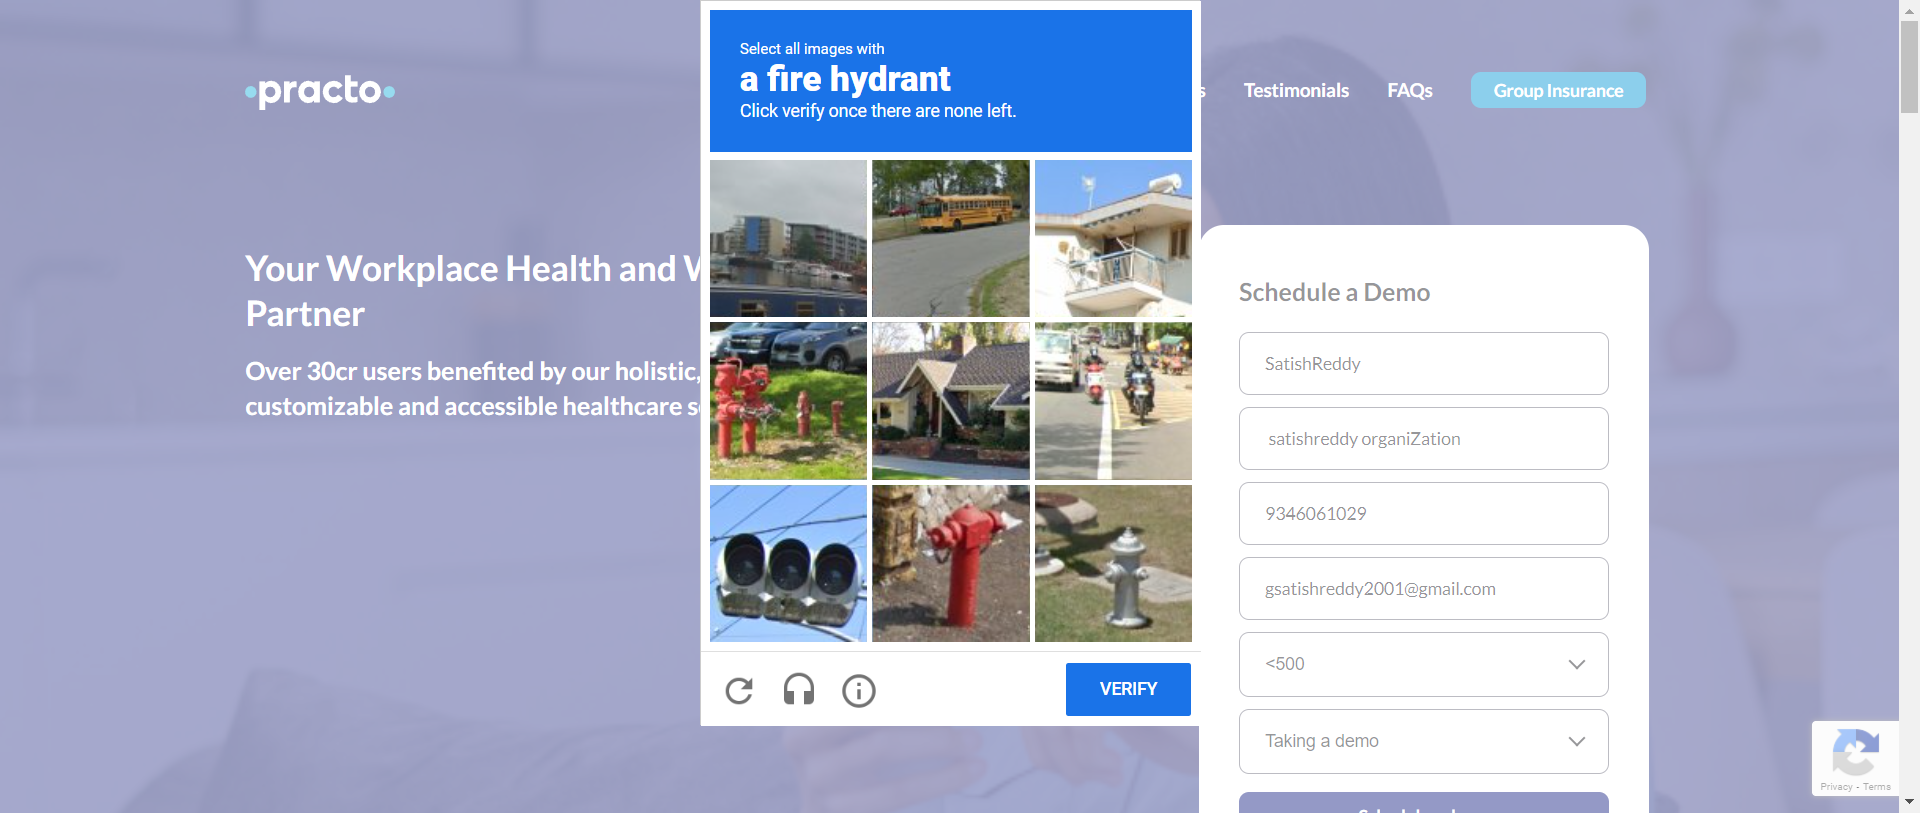 practo
Select all images with
a fire hydrant
Click verify once there are none left.
Testimonials
FAQs
Group Insurance
Your Workplace Health and
Partner
Over 30cr users benefited by our holistic,
customizable and accessible healthcare
VERIFY
Schedule a Demo
SatishReddy
satishreddy organiZation
9346061029
gsatishreddy2001@gmail.com
<500
Taking a demo
Privacy - Terms